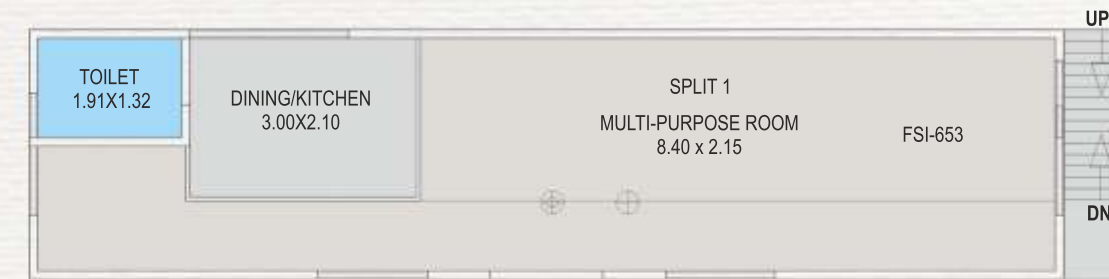 UP
TOILET
1.91X1.32
DINING/KITCHEN
3.00X2.10
SPLIT 1
MULTI-PURPOSE ROOM
8.40 x 2.15
FSI-653
DN